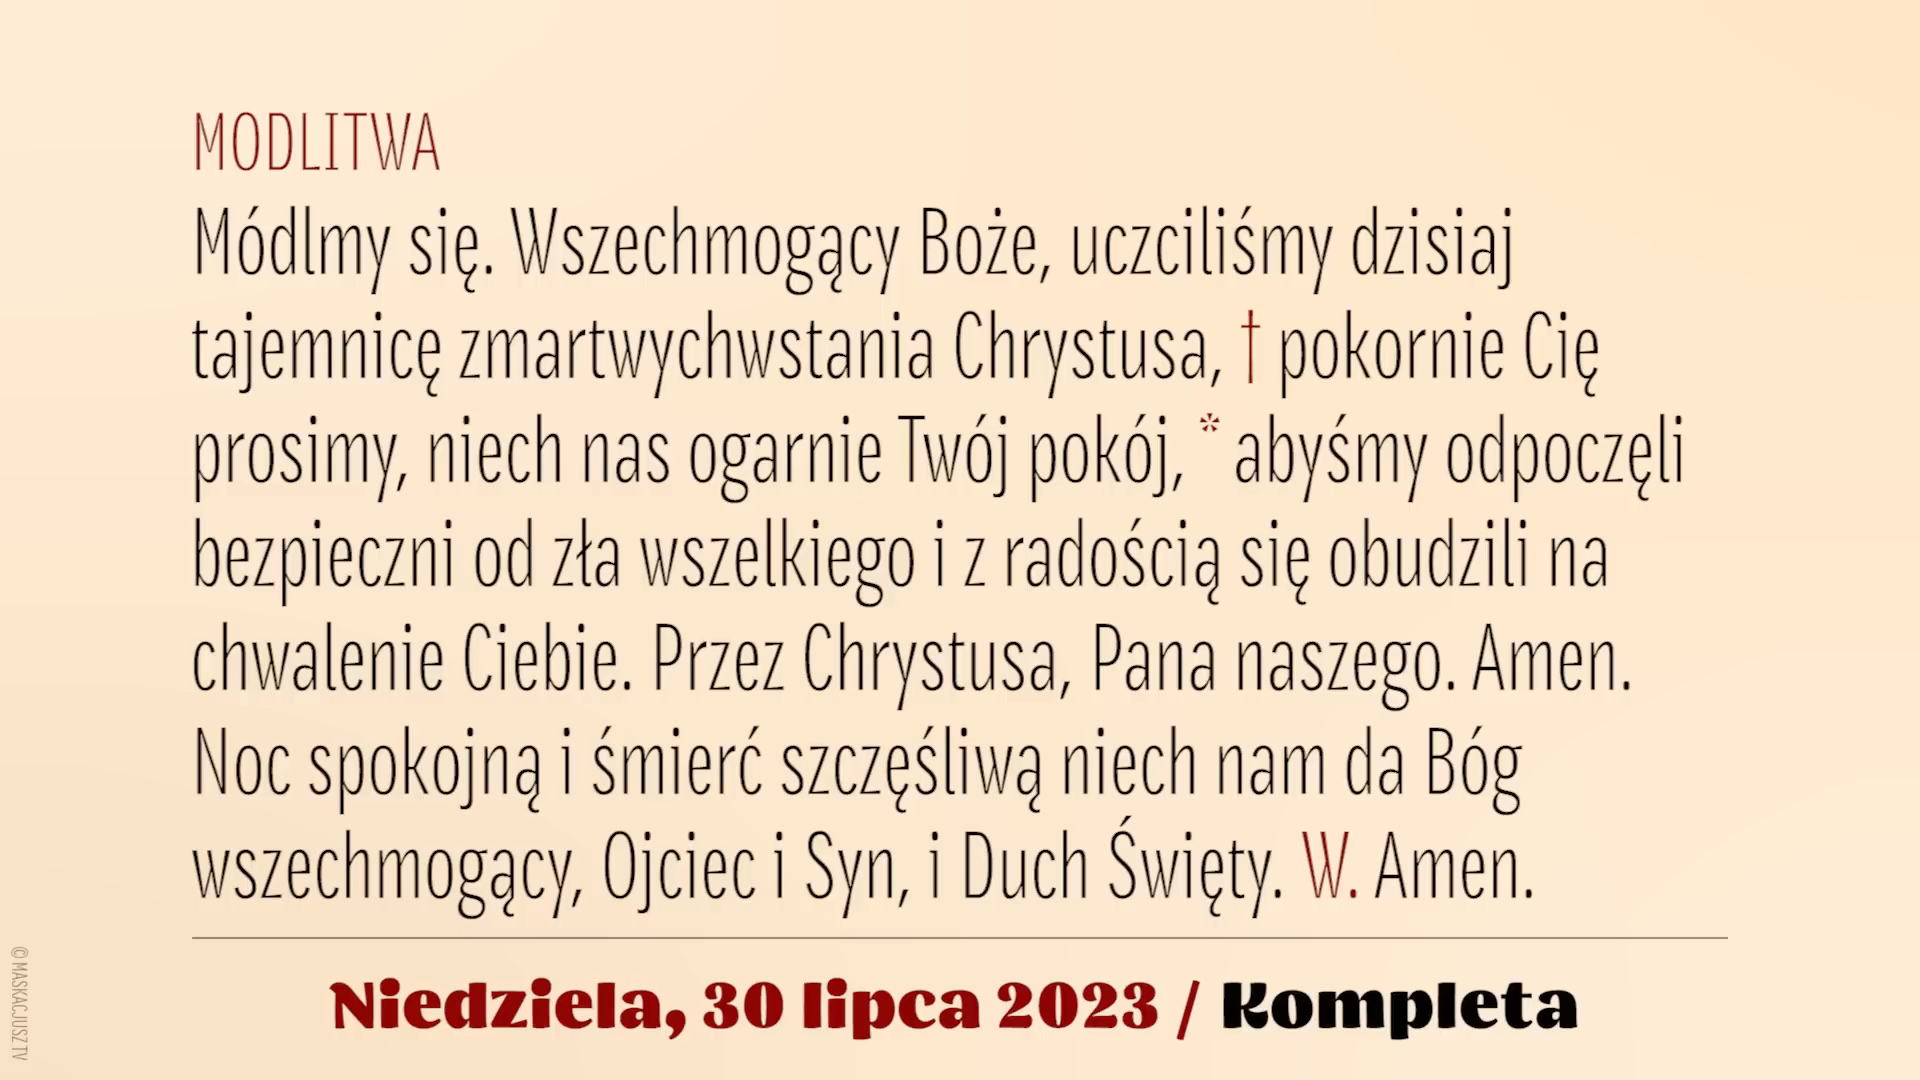 MODLITWA
Módlmy się. Wszechmogący Boże, uczciliśmy dzisiaj
tajemnicę zmartwychwstania Chrystusa, † pokornie Cię
prosimy, niech nas ogarnie Twój pokój, * abyśmy odpoczęli
bezpieczni od zła wszelkiego i z radością się obudzili na
chwalenie Ciebie. Przez Chrystusa, Pana naszego. Amen.
Noc spokojną i śmierć szczęśliwą niech nam da Bóg
wszechmogący, Ojciec i Syn, i Duch Święty. W. Amen.
Niedziela, 30 lipca 2023 / Kompleta
© MASKACJUSZ TV